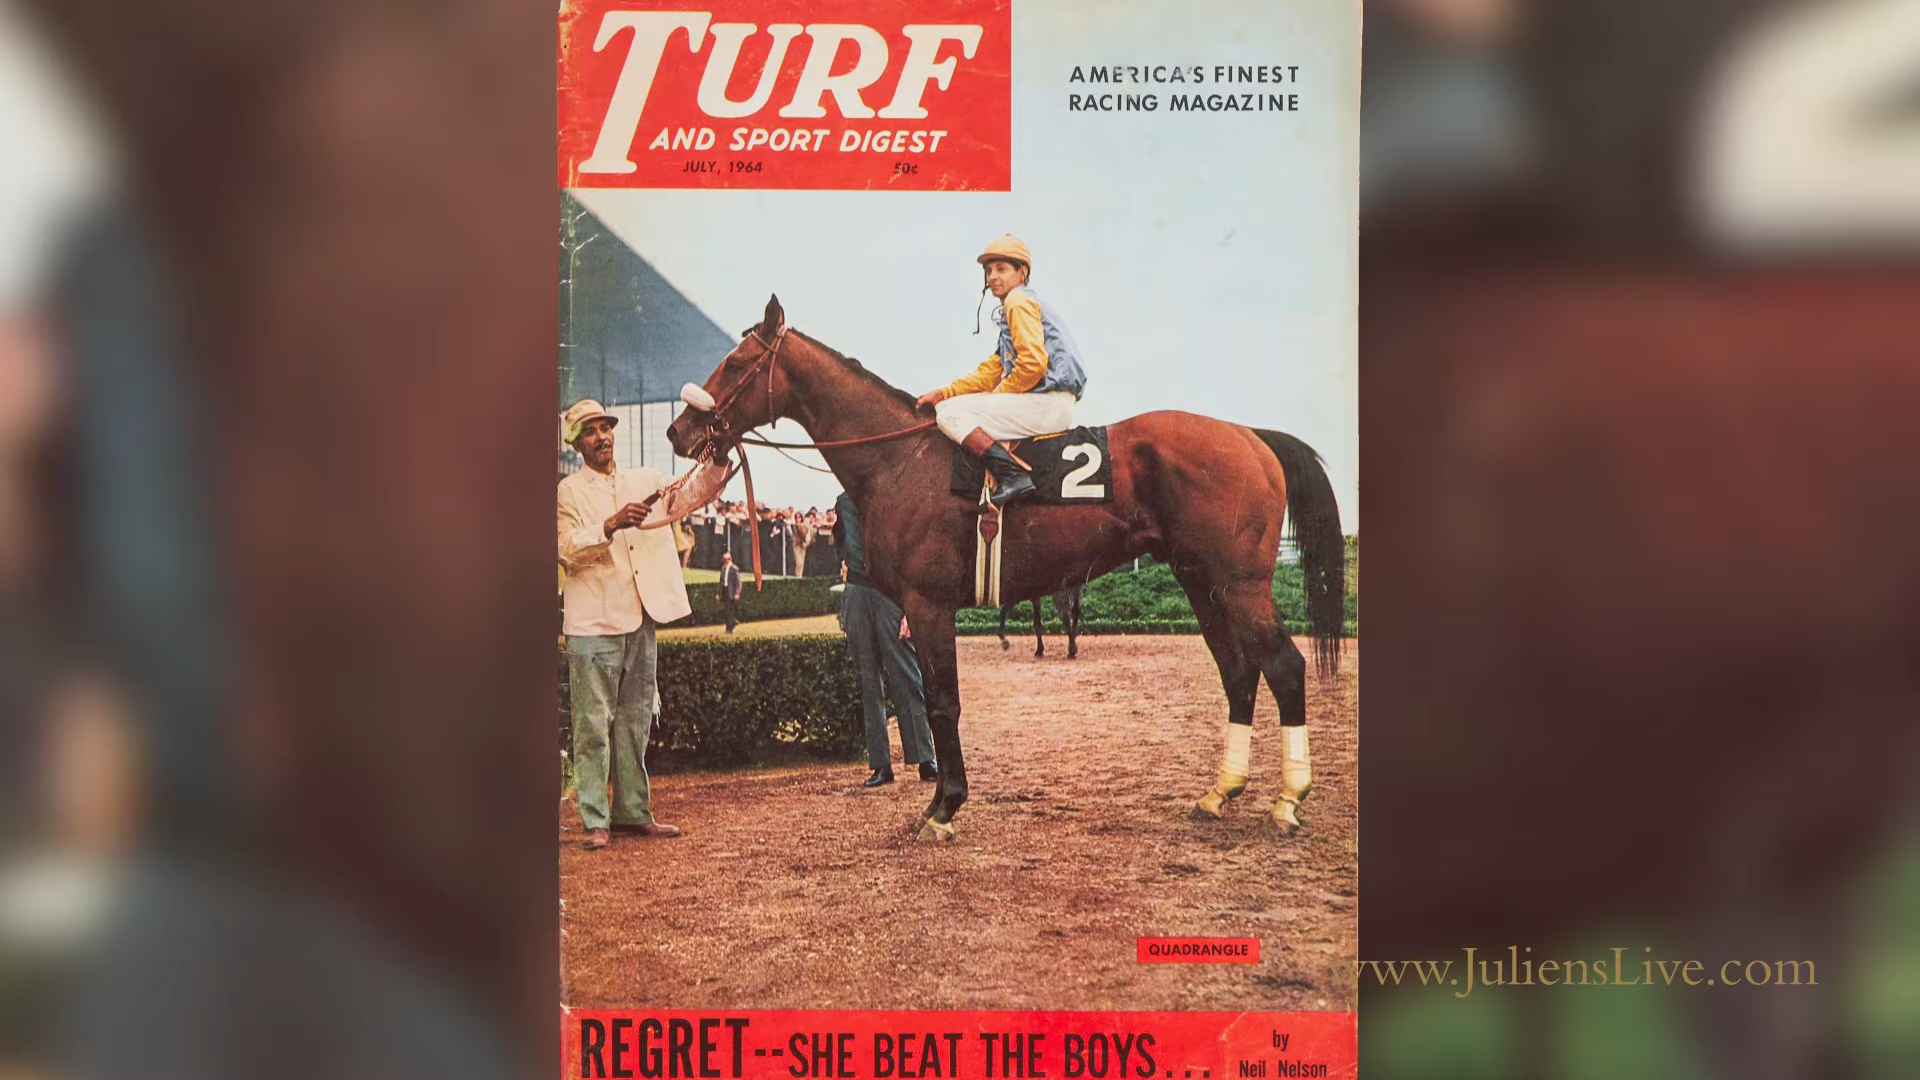 TURF
AND SPORT DIGEST
JULY, 1964 50¢
AMERICA'S FINEST
RACING MAGAZINE
2
QUADRANGLE
www.JuliensLive.com
REGRET--SHE BEAT THE BOYS...
by
Neil Nelson